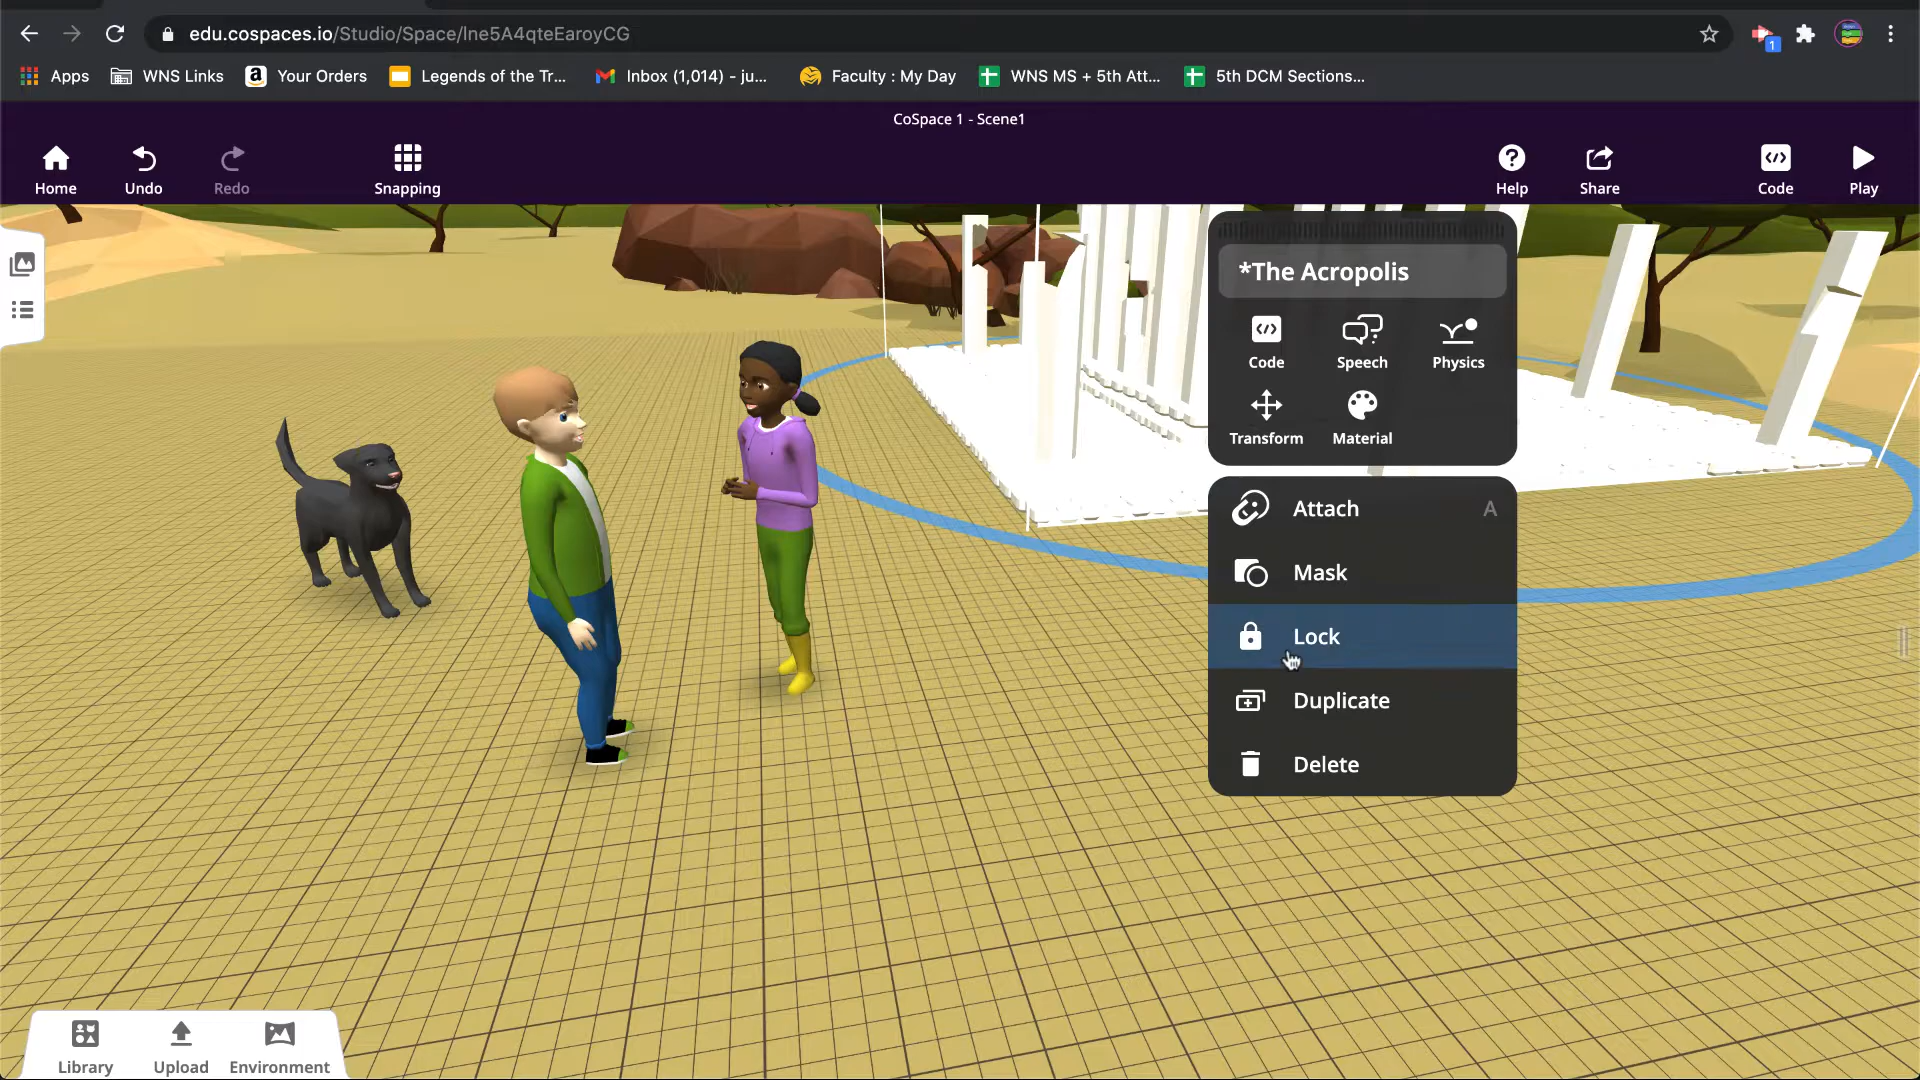 edu.cospaces.io/Studio/Space/lne5A4qteEaroyCG
1
Apps WNS Links Your Orders Legends of the Tr... Inbox (1,014) - ju... Faculty : My Day WNS MS + 5th Att... 5th DCM Sections...
CoSpace 1 - Scene1
Home Undo Redo Snapping Help Share Code Play
*The Acropolis
Code Speech Physics
Transform Material
Attach A
Mask
Lock
Duplicate
Delete
Library Upload Environment